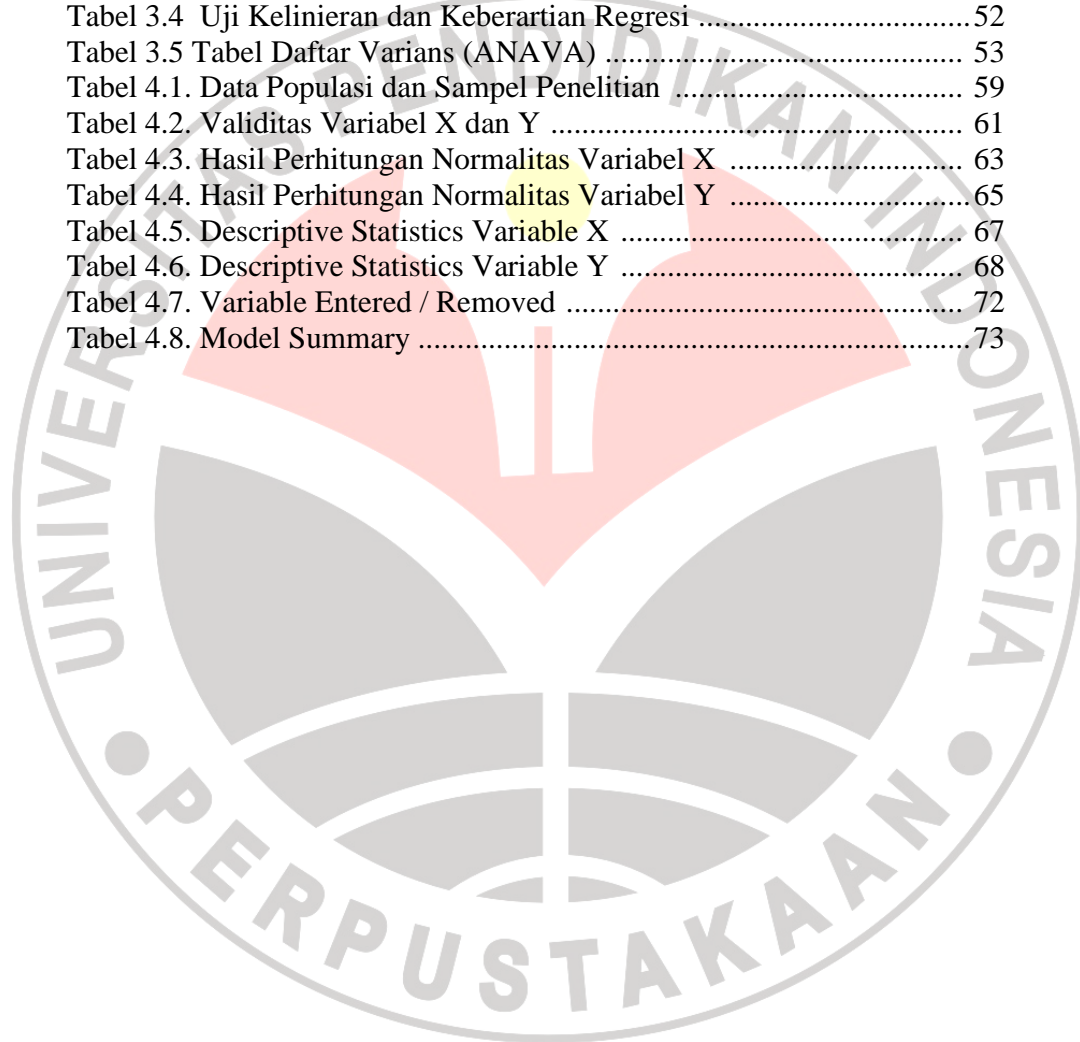 Tabel 3.4  Uji Kelinieran dan Keberartian Regresi ................................ 52
Tabel 3.5 Tabel Daftar Varians (ANAVA) ........................................... 53
Tabel 4.1. Data Populasi dan Sampel Penelitian ................................... 59
Tabel 4.2. Validitas Variabel X dan Y .................................................. 61
Tabel 4.3. Hasil Perhitungan Normalitas Variabel X ............................ 63
Tabel 4.4. Hasil Perhitungan Normalitas Variabel Y ............................ 65
Tabel 4.5. Descriptive Statistics Variable X ......................................... 67
Tabel 4.6. Descriptive Statistics Variable Y ......................................... 68
Tabel 4.7. Variable Entered / Removed ................................................ 72
Tabel 4.8. Model Summary ................................................................... 73
UNIVERSITAS PENDIDIKAN INDONESIA
PERPUSTAKAAN